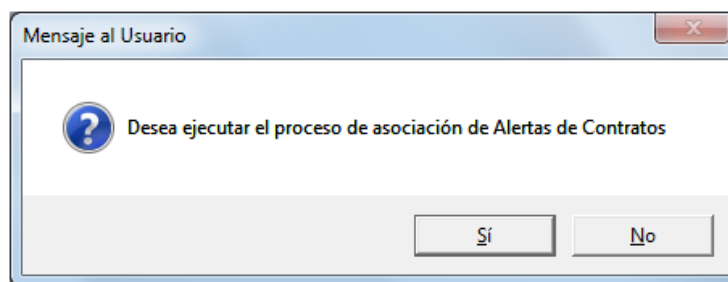 Mensaje al Usuario
Desea ejecutar el proceso de asociación de Alertas de Contratos
Sí
No